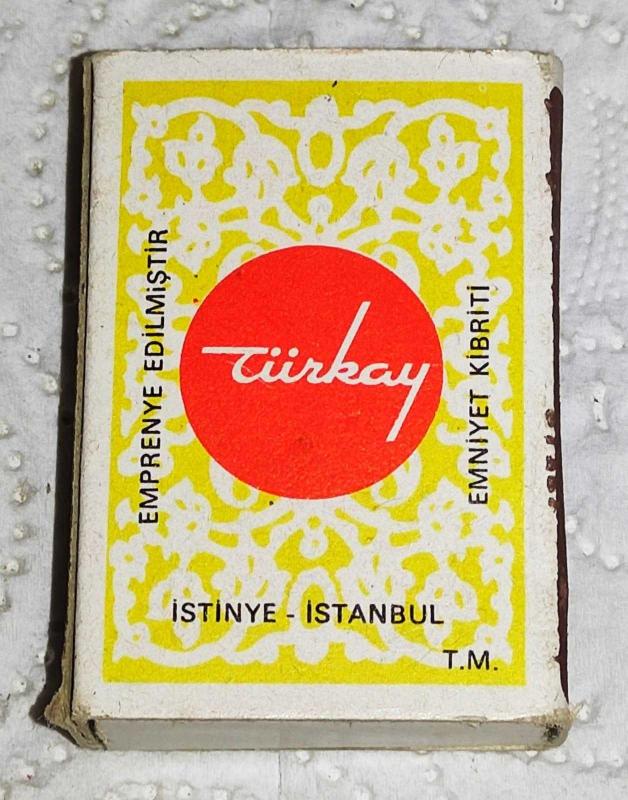 EMPRENYE EDİLMİŞTİR
Türkay
EMNİYET KİBRİTİ
İSTİNYE - İSTANBUL
T.M.